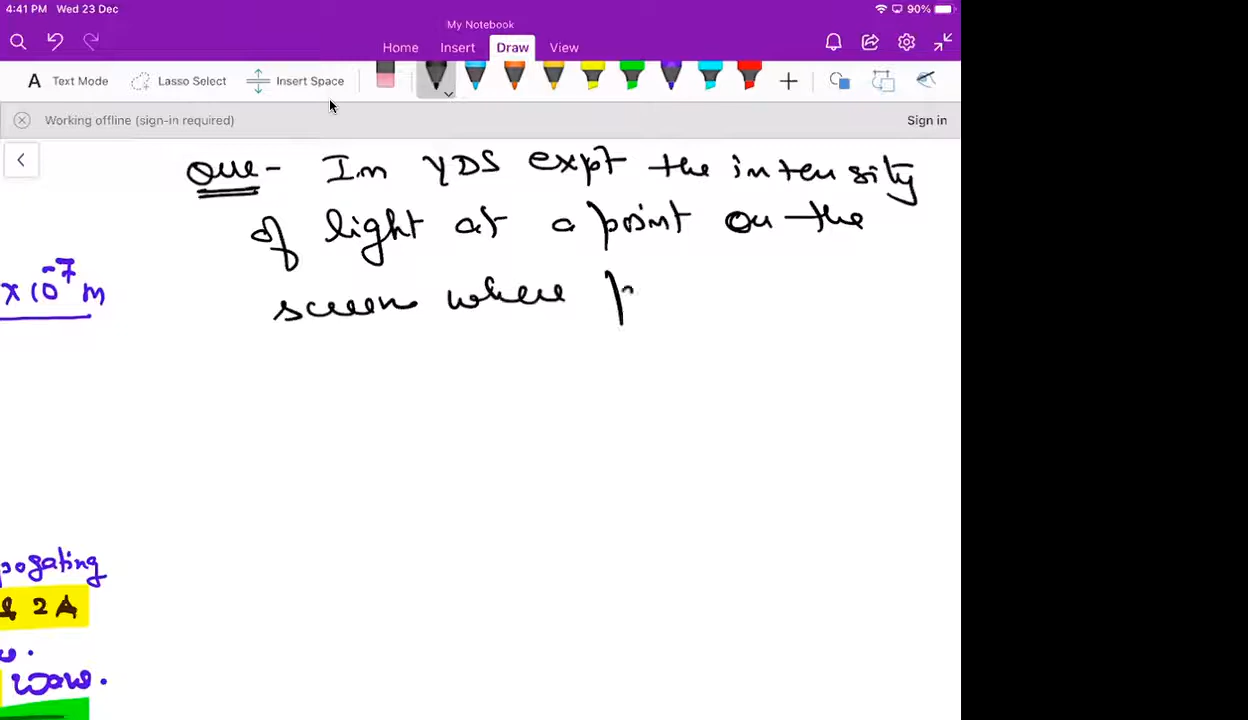 4:41 PM Wed 23 Dec
90%
My Notebook
Home Insert Draw View
A Text Mode Lasso Select Insert Space
Working offline (sign-in required) Sign in
Que- In YDS expt the intensity
of light at a point on the
screen where p
x 10-7 m
pogating
& 2A
wave.